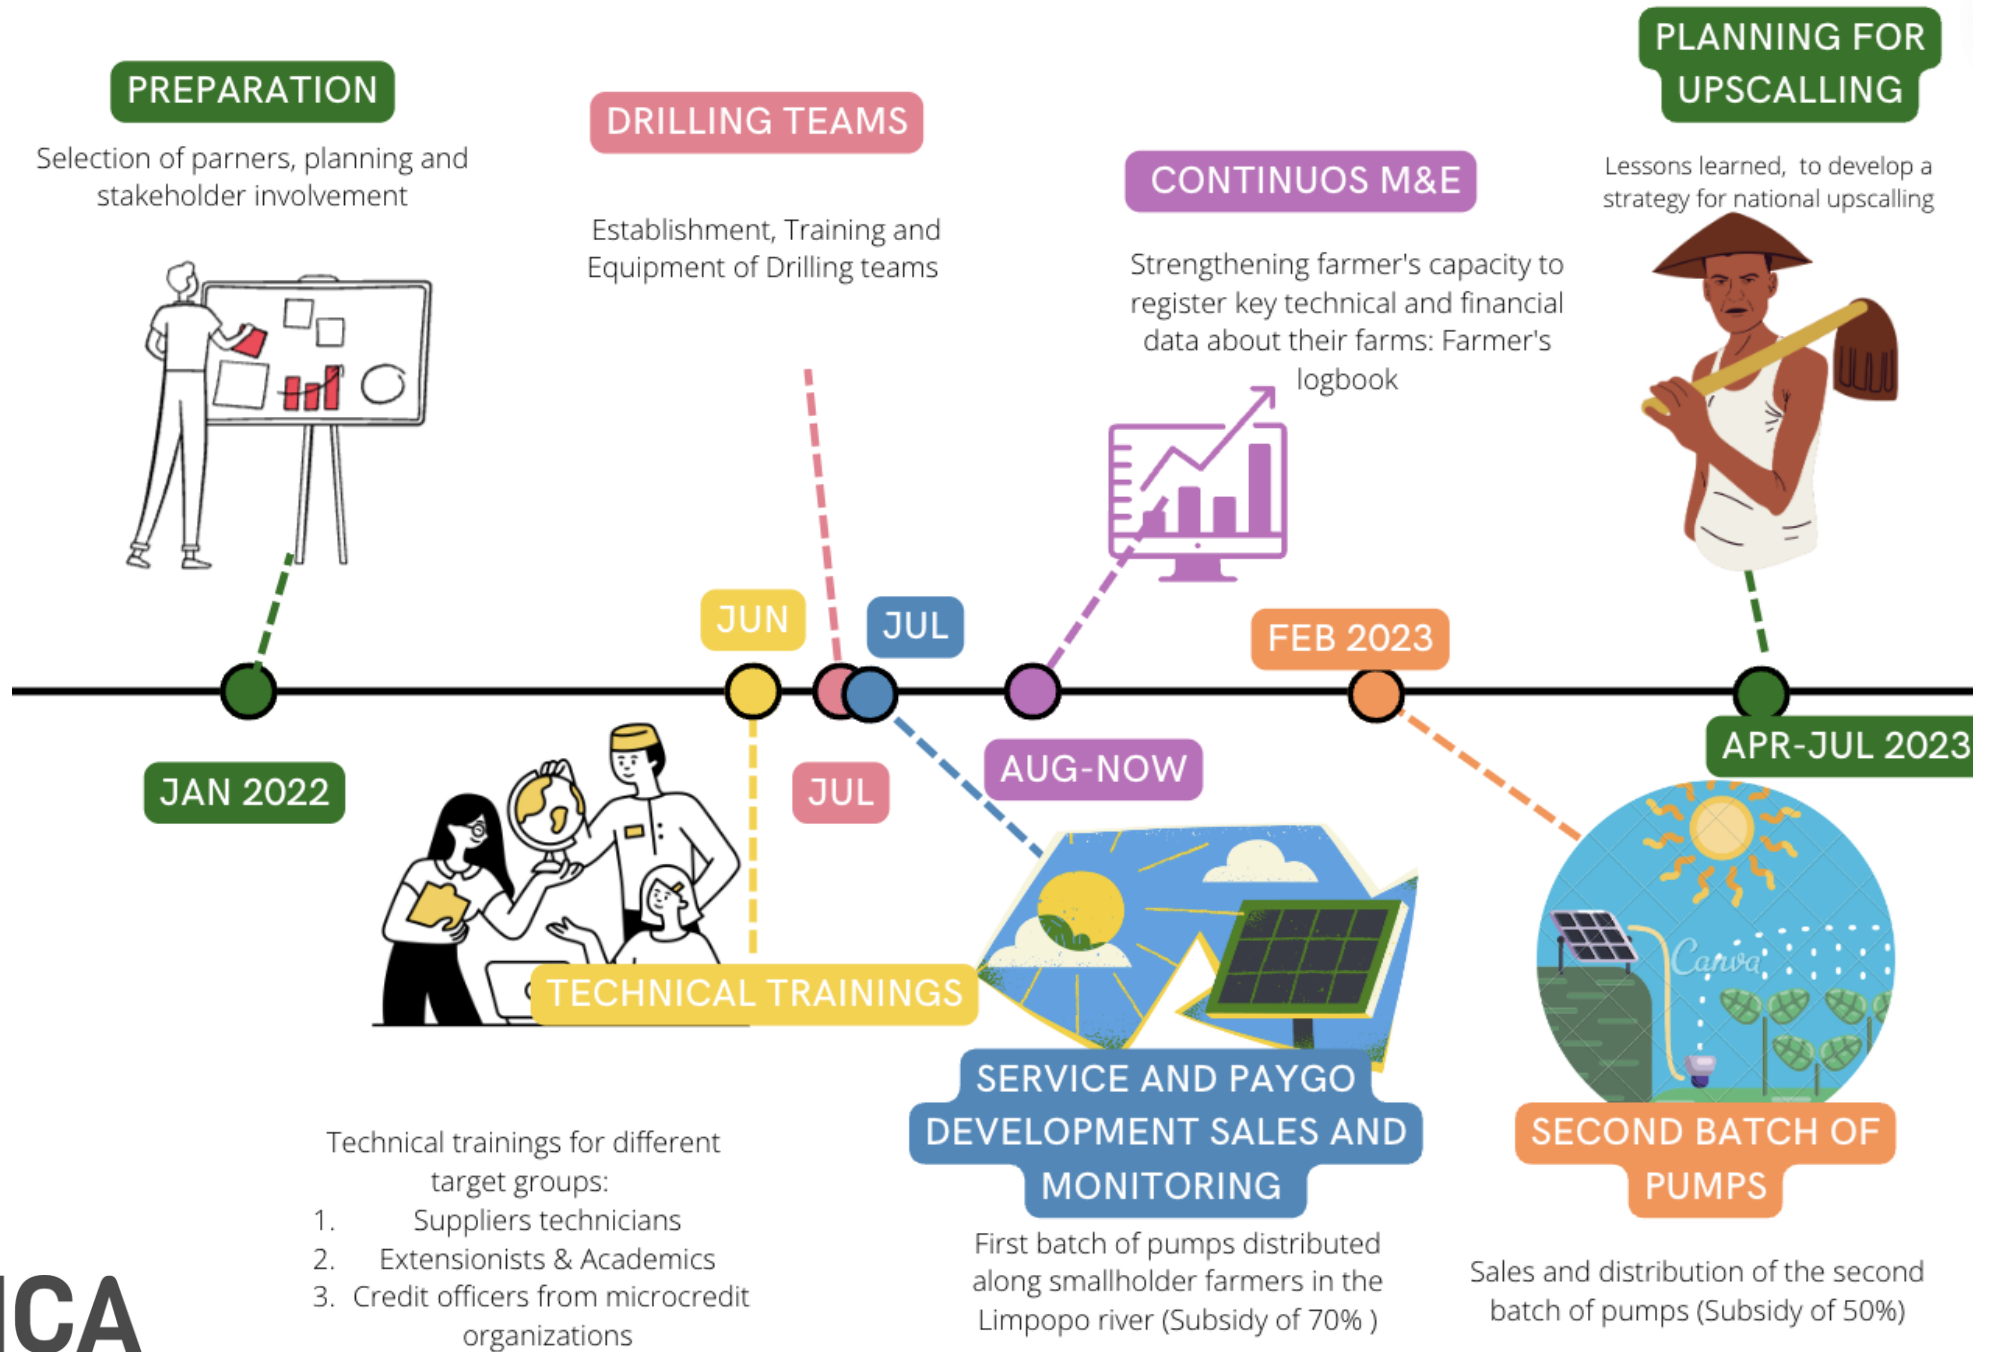 PREPARATION
Selection of parners, planning and
stakeholder involvement
DRILLING TEAMS
Establishment, Training and
Equipment of Drilling teams
CONTINUOS M&E
Strengthening farmer's capacity to
register key technical and financial
data about their farms: Farmer's
logbook
PLANNING FOR
UPSCALLING
Lessons learned, to develop a
strategy for national upscalling
JUN
JUL
FEB 2023
JAN 2022
JUL
AUG-NOW
APR-JUL 2023
TECHNICAL TRAININGS
Technical trainings for different
target groups:
1. Suppliers technicians
2. Extensionists & Academics
3. Credit officers from microcredit
organizations
SERVICE AND PAYGO
DEVELOPMENT SALES AND
MONITORING
First batch of pumps distributed
along smallholder farmers in the
Limpopo river (Subsidy of 70% )
Canva
SECOND BATCH OF
PUMPS
Sales and distribution of the second
batch of pumps (Subsidy of 50%)